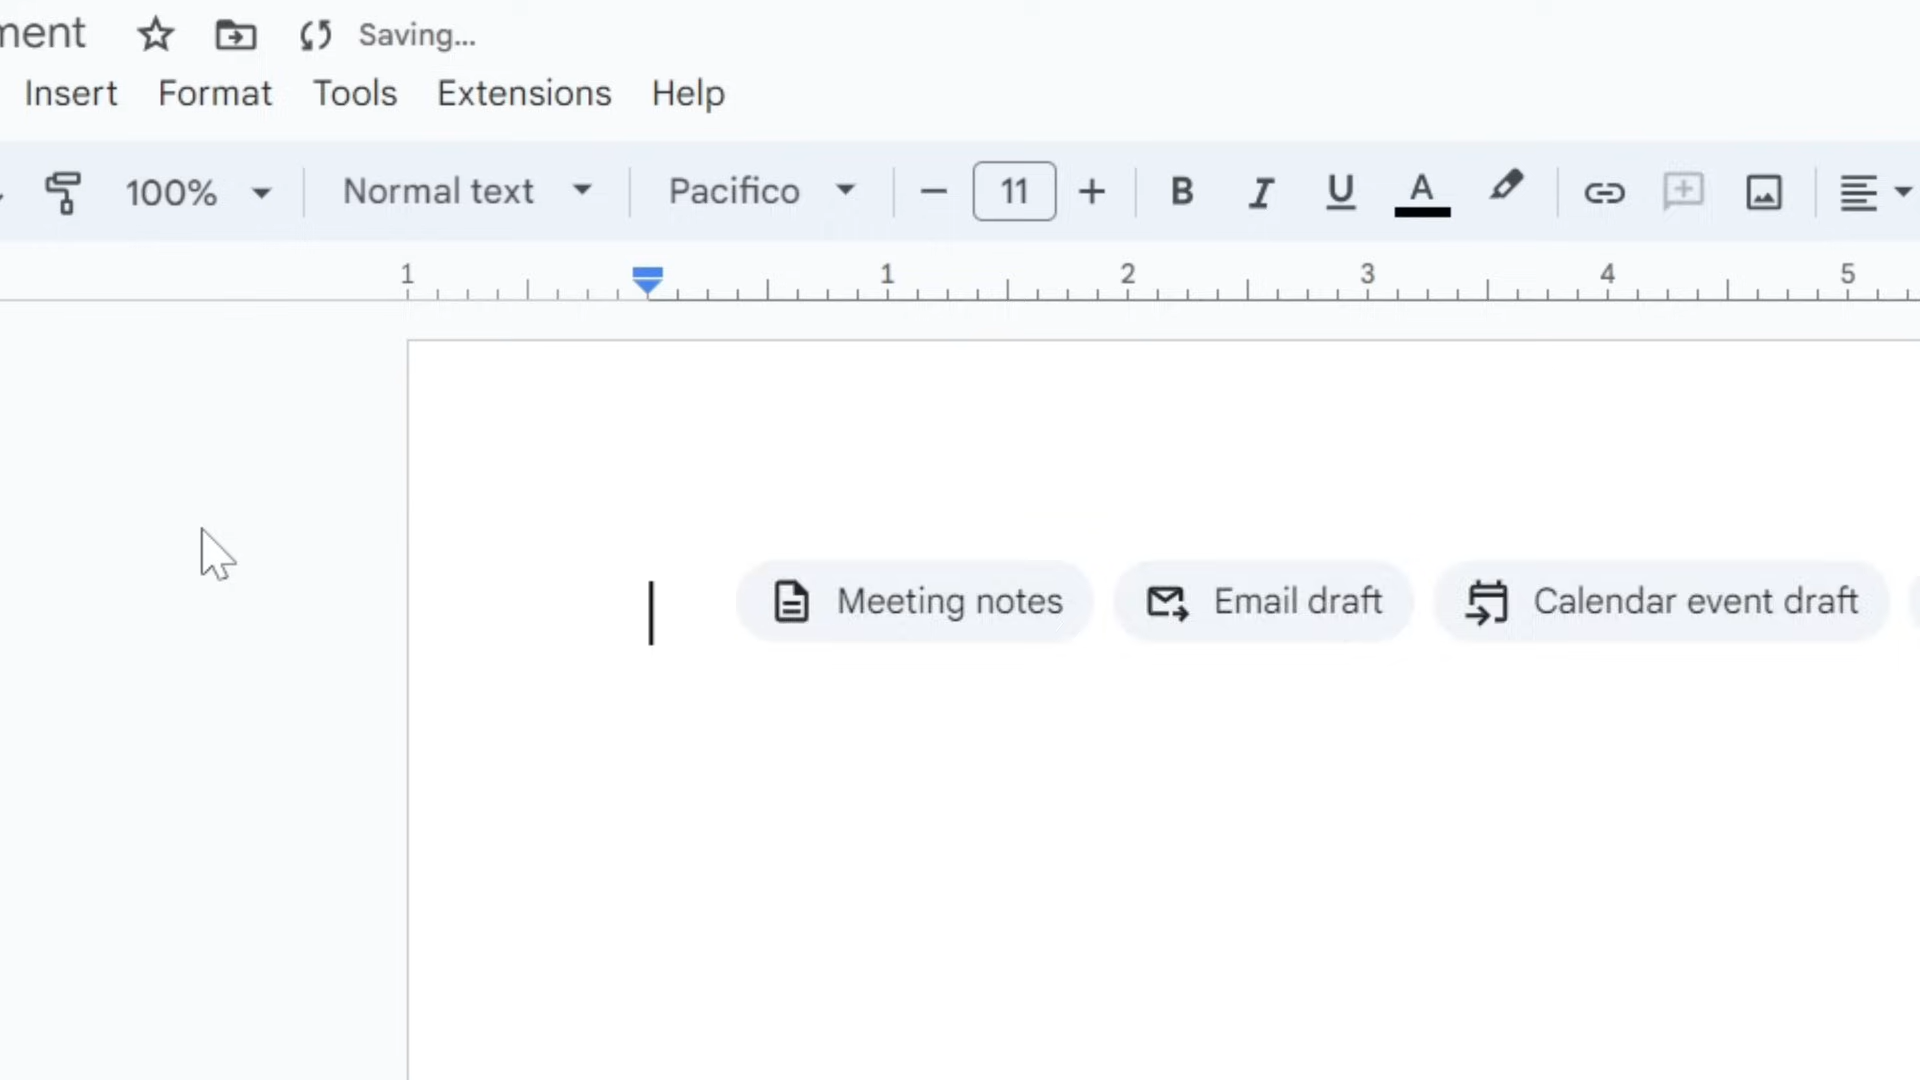 ment Saving...
Insert Format Tools Extensions Help
100% Normal text Pacifico 11 B I U A
1 1 2 3 4 5
Meeting notes Email draft Calendar event draft